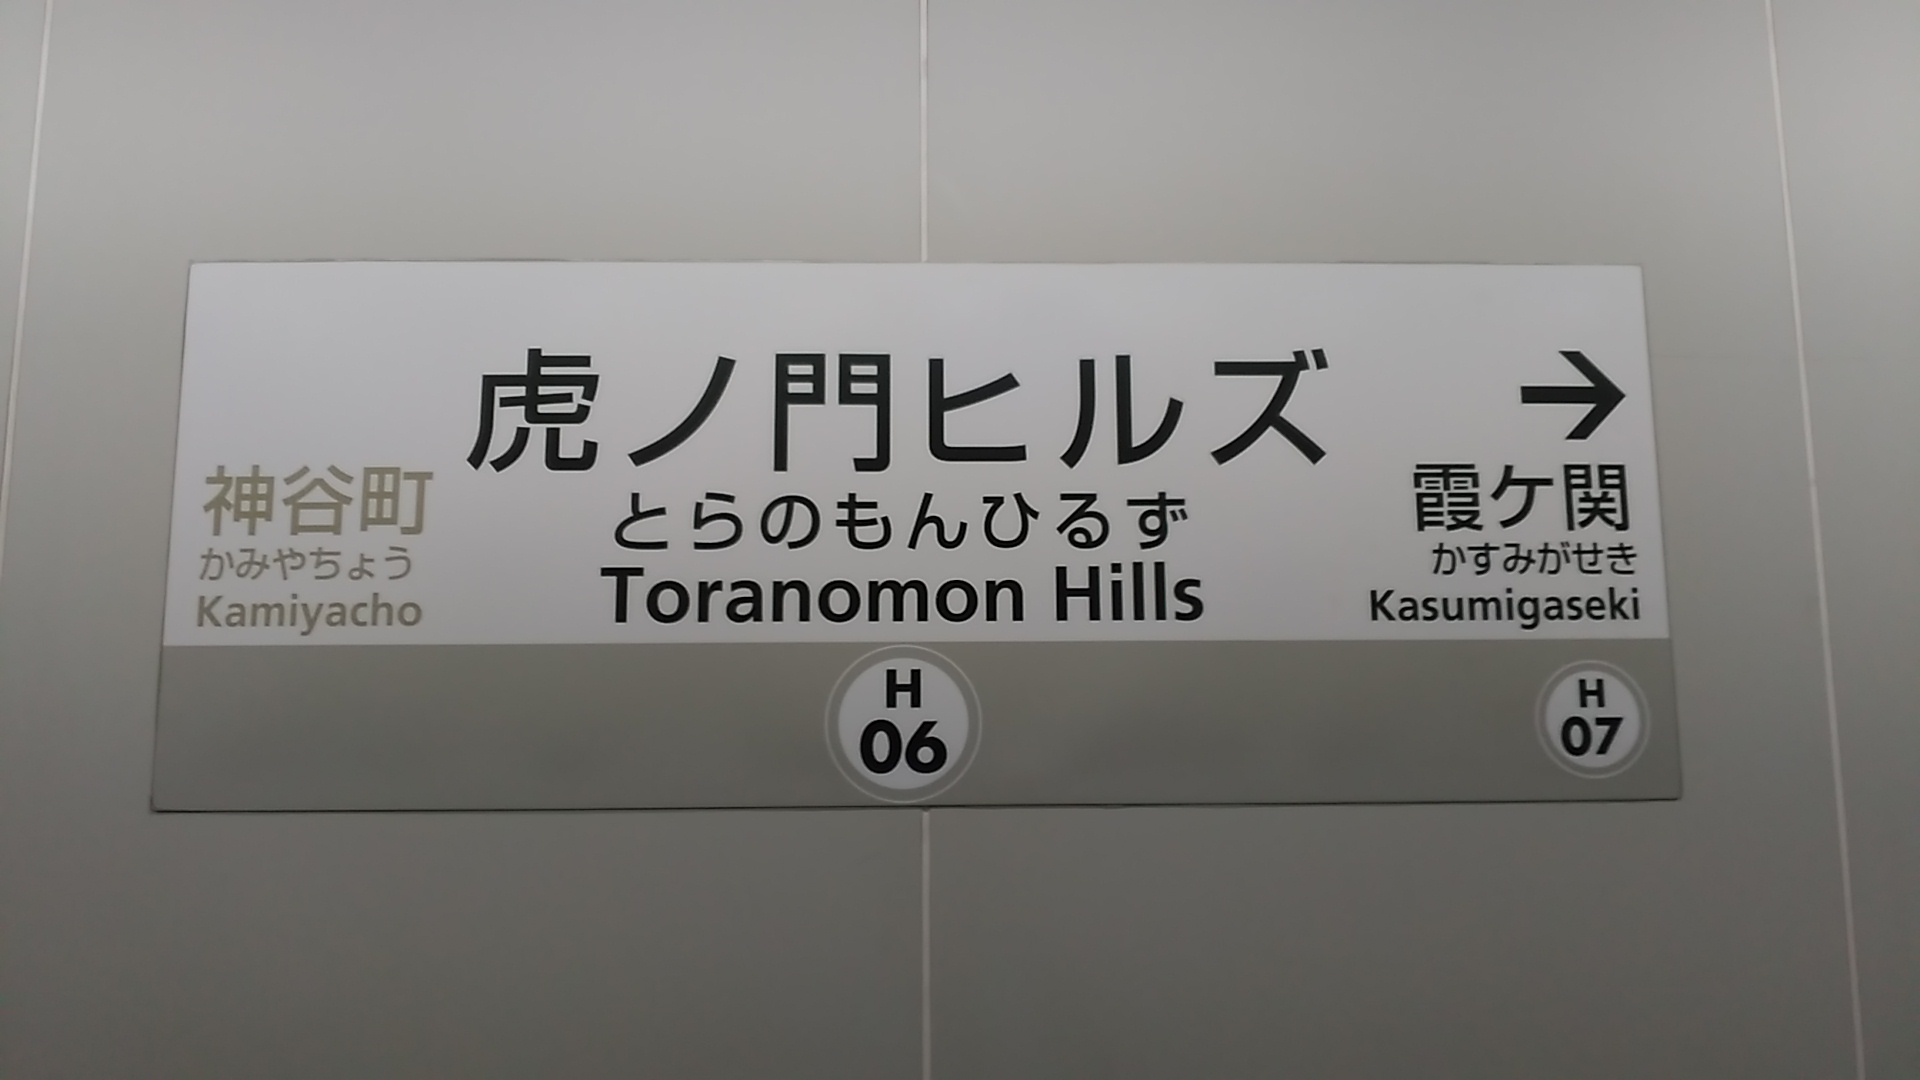 虎ノ門ヒルズ
とらのもんひるず
Toranomon Hills
神谷町
かみやちょう
Kamiyacho
→
霞ケ関
かすみがせき
Kasumigaseki
H
06
H
07